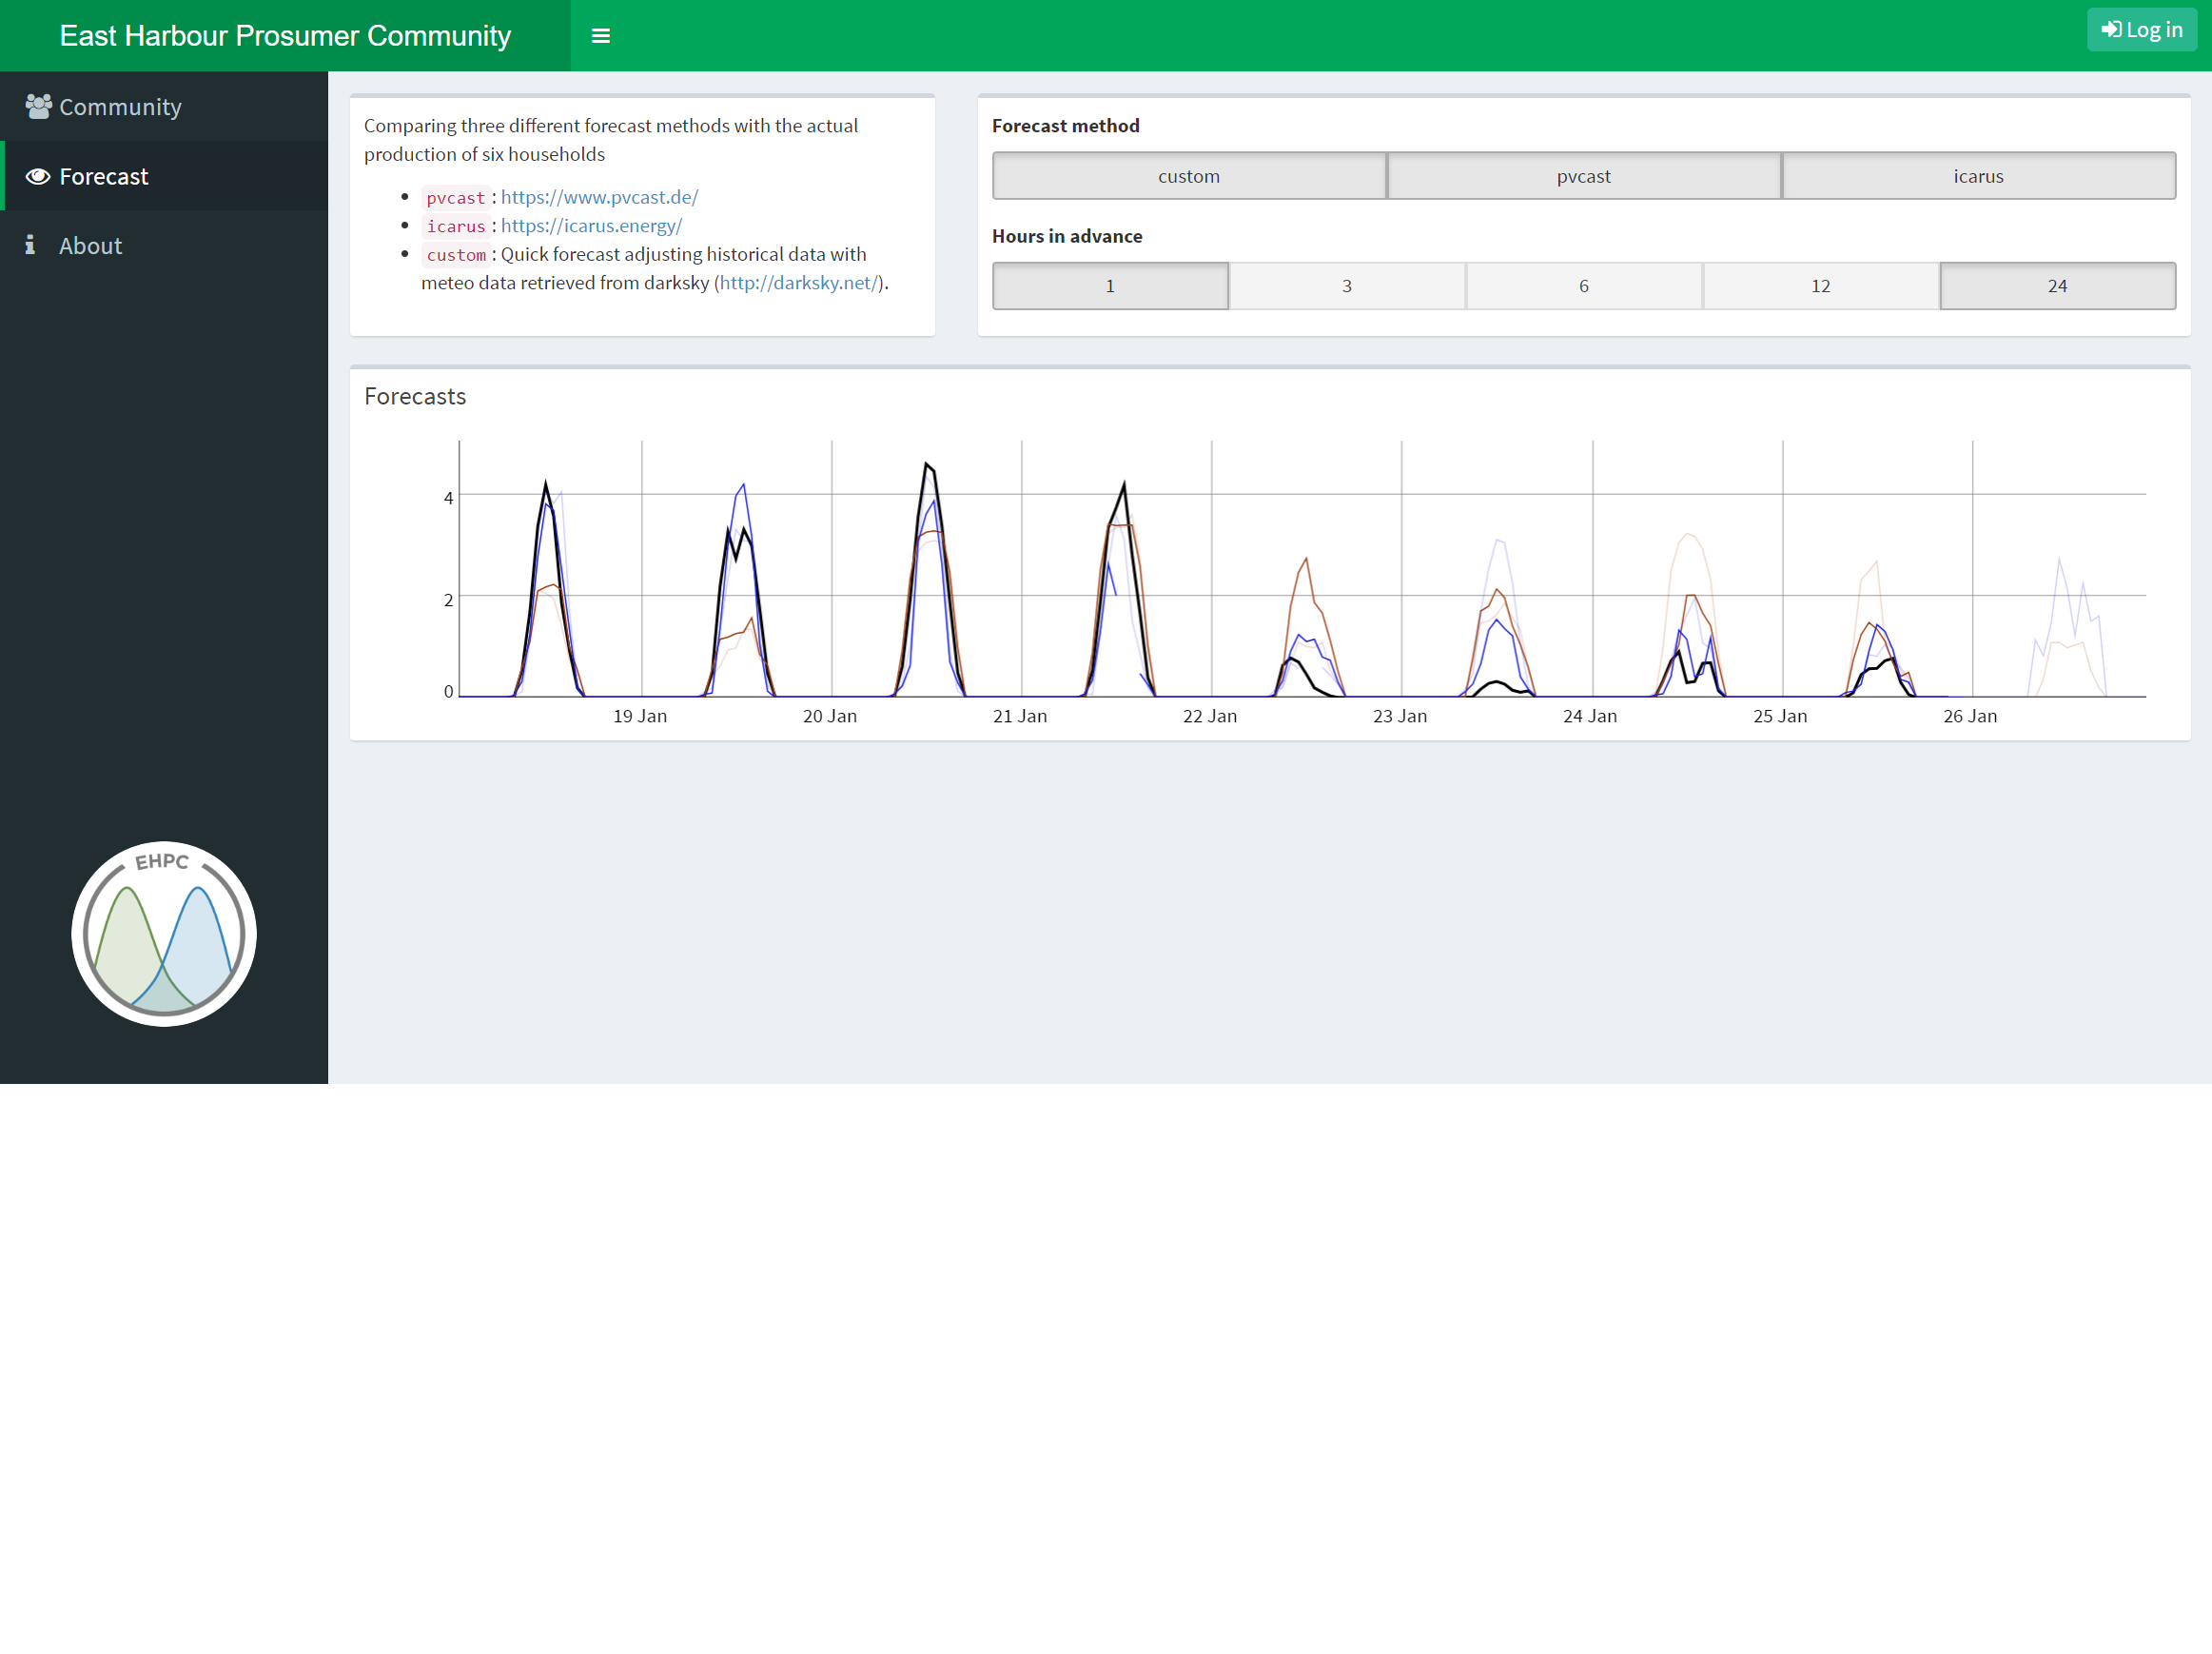 East Harbour Prosumer Community
Log in
Community
Forecast
About
EHPC
Comparing three different forecast methods with the actual
production of six households
pvcast : https://www.pvcast.de/
icarus : https://icarus.energy/
custom : Quick forecast adjusting historical data with
meteo data retrieved from darksky (http://darksky.net/).
Forecast method
custom pvcast icarus
Hours in advance
1 3 6 12 24
Forecasts
4
2
0
19 Jan 20 Jan 21 Jan 22 Jan 23 Jan 24 Jan 25 Jan 26 Jan